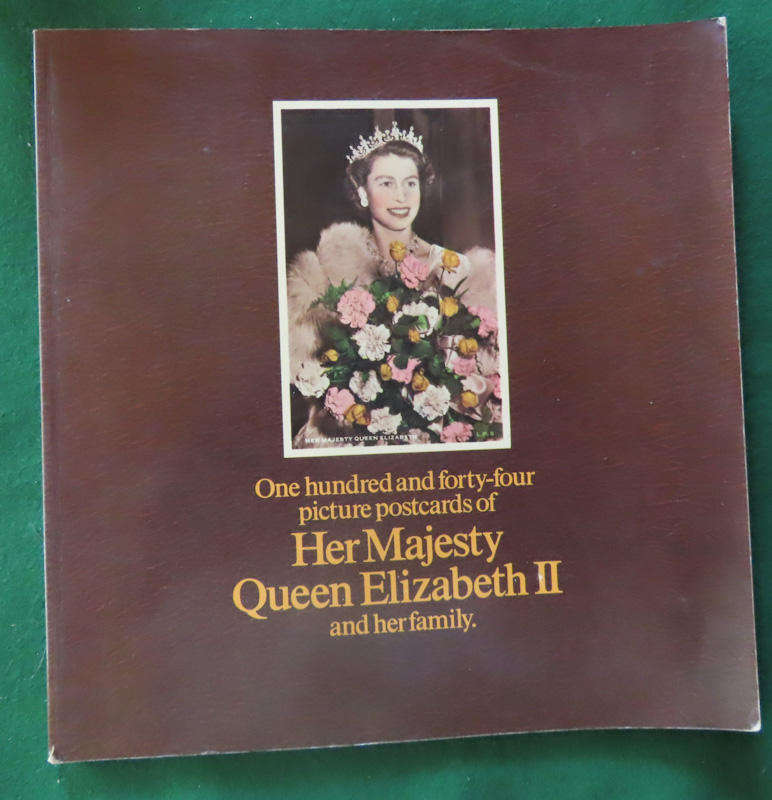 HER MAJESTY QUEEN ELIZABETH
L.P.S
One hundred and forty-four
picture postcards of
Her Majesty
Queen Elizabeth II
and her family.